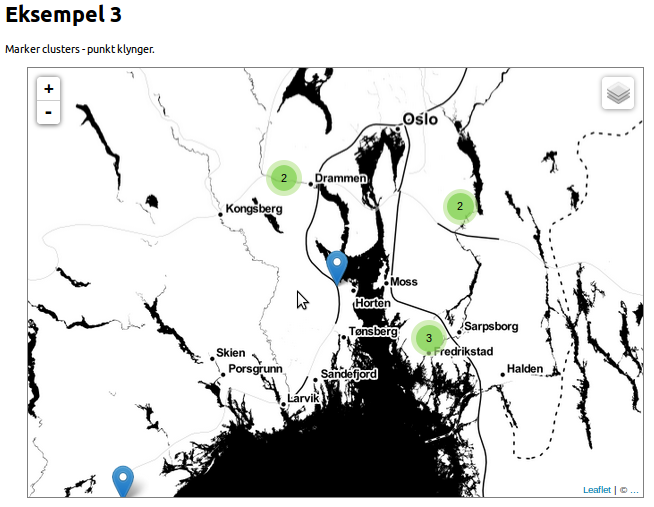 Eksempel 3
Marker clusters - punkt klynger.
+
-
Oslo
2
Drammen
2
Kongsberg
Moss
Horten
Tønsberg
3
Sarpsborg
Fredrikstad
Skien
Porsgrunn
Sandefjord
Halden
Larvik
Leaflet | © ...